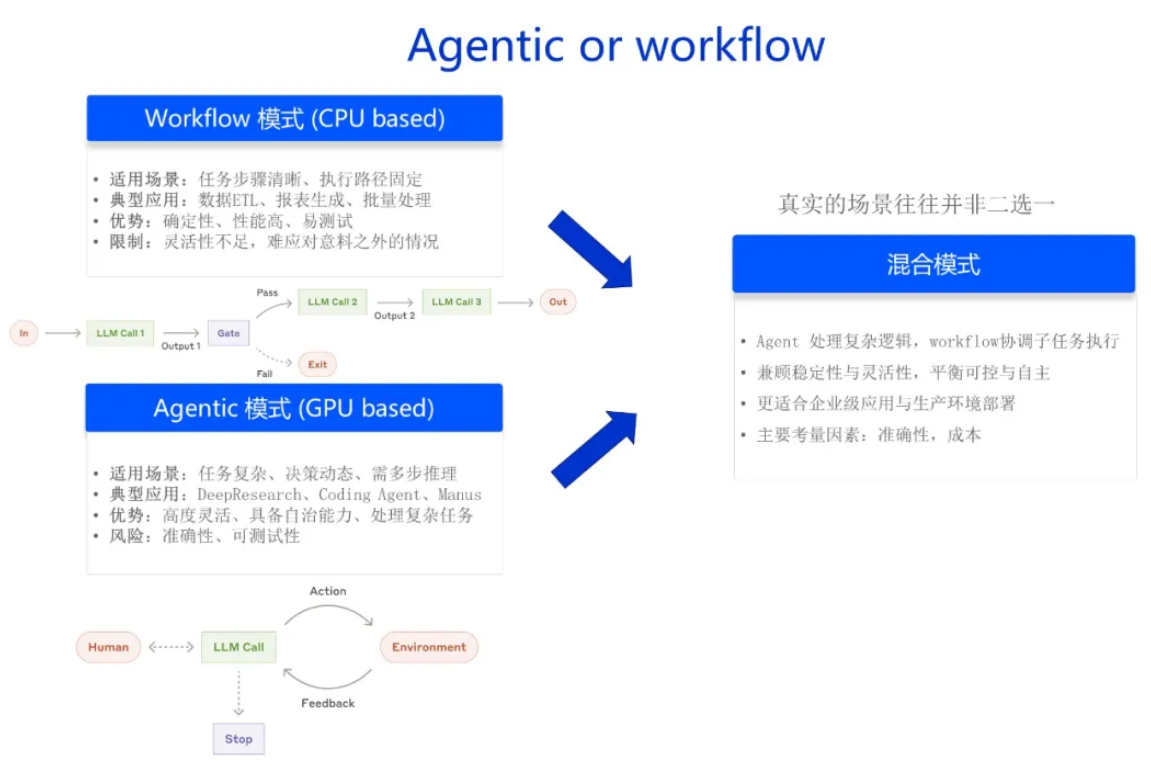 Agentic or workflow
Workflow 模式 (CPU based)
• 适用场景：任务步骤清晰、执行路径固定
• 典型应用：数据ETL、报表生成、批量处理
• 优势：确定性、性能高、易测试
• 限制：灵活性不足，难应对意料之外的情况
In
LLM Call 1
Output 1
Gate
Pass
LLM Call 2
Output 2
LLM Call 3
Out
Fail
Exit
Agentic 模式 (GPU based)
• 适用场景：任务复杂、决策动态、需多步推理
• 典型应用：DeepResearch、Coding Agent、Manus
• 优势：高度灵活、具备自治能力、处理复杂任务
• 风险：准确性、可测试性
Human
LLM Call
Action
Environment
Feedback
Stop
真实的场景往往并非二选一
混合模式
• Agent 处理复杂逻辑，workflow协调子任务执行
• 兼顾稳定性与灵活性，平衡可控与自主
• 更适合企业级应用与生产环境部署
• 主要考量因素：准确性，成本